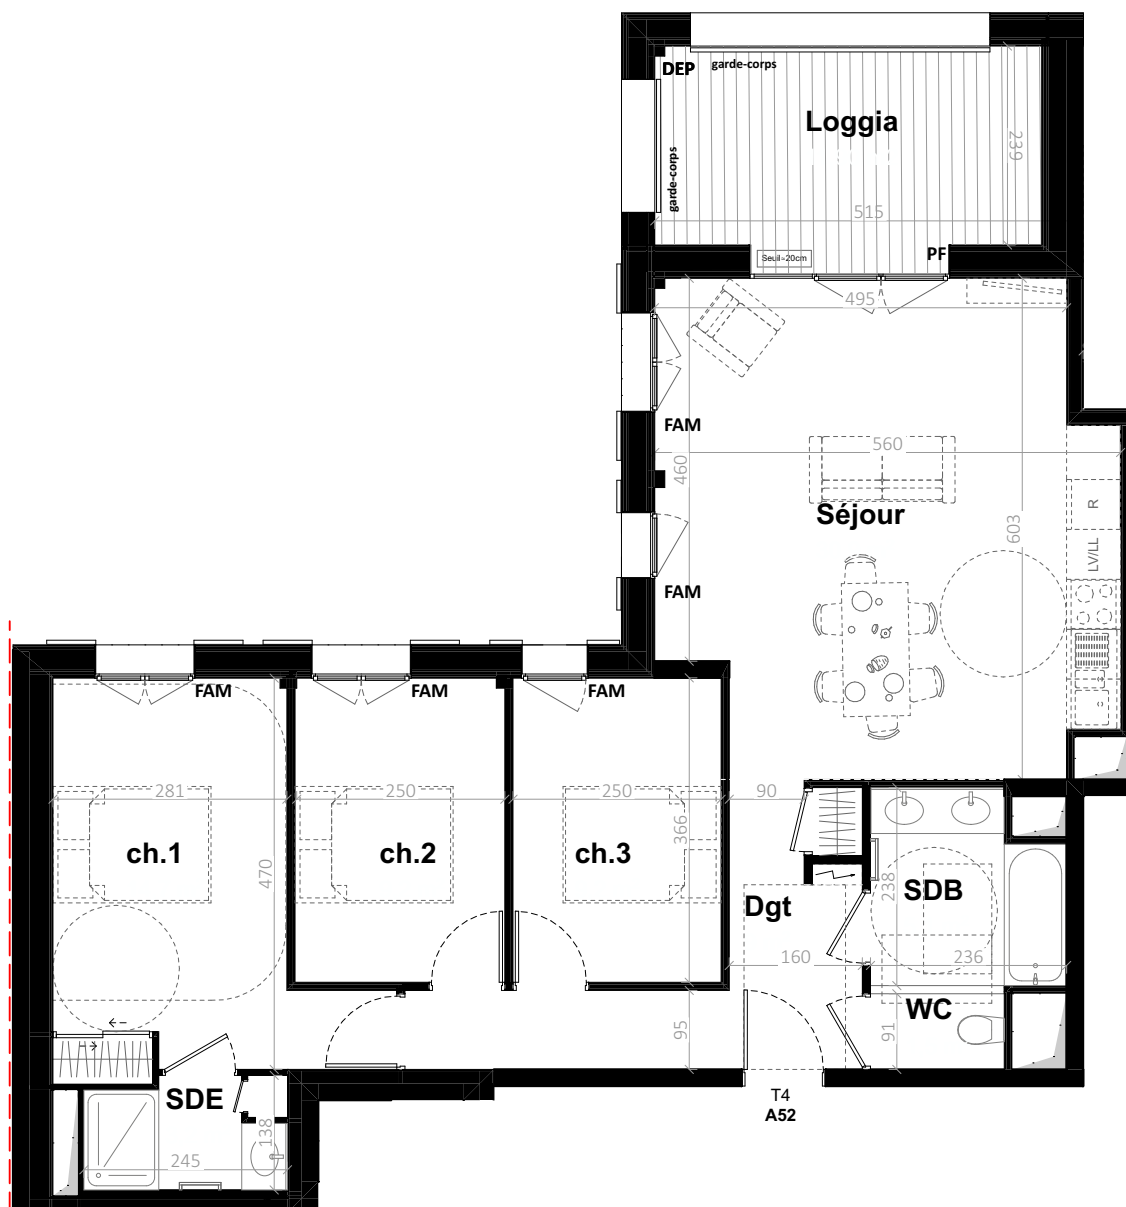 DEP
garde-corps
Loggia
239
garde-corps
515
Seuil=20cm
PF
495
FAM
460
560
R
Séjour
603
LV/LL
FAM
FAM
FAM
FAM
281
250
250
90
366
ch.1
ch.2
ch.3
470
238
SDB
Dgt
160
236
95
91
WC
SDE
138
245
T4
A52